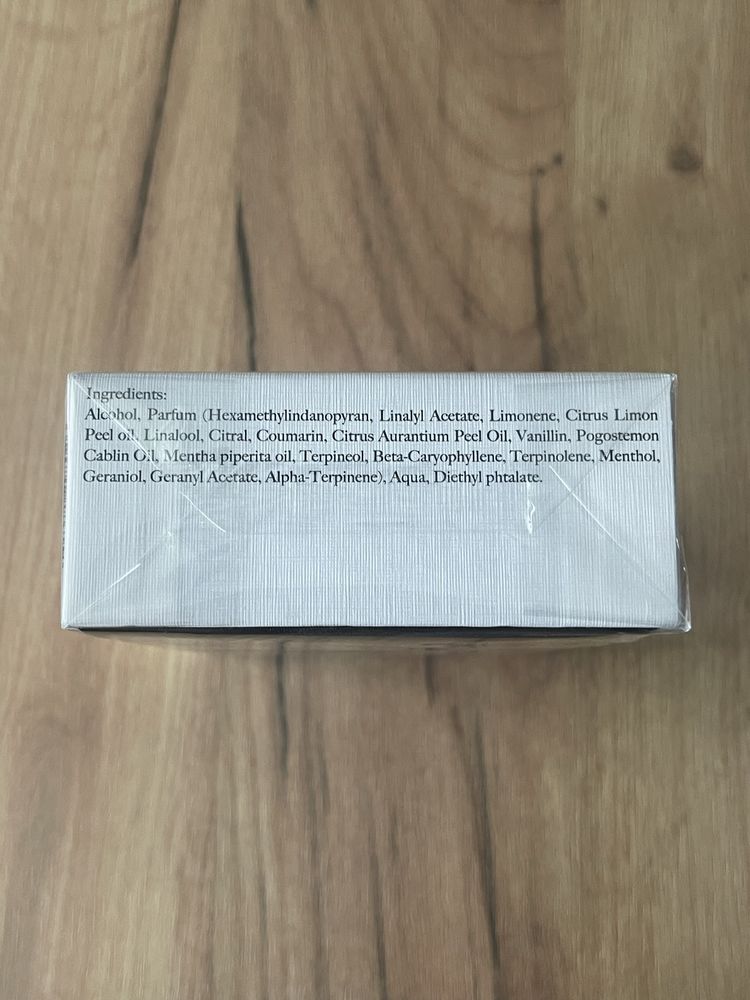 Ingredients:
Alcohol, Parfum (Hexamethylindanopyran, Linalyl Acetate, Limonene, Citrus Limon
Peel oil, Linalool, Citral, Coumarin, Citrus Aurantium Peel Oil, Vanillin, Pogostemon
Cablin Oil, Mentha piperita oil, Terpineol, Beta-Caryophyllene, Terpinolene, Menthol,
Geraniol, Geranyl Acetate, Alpha-Terpinene), Aqua, Diethyl phtalate.